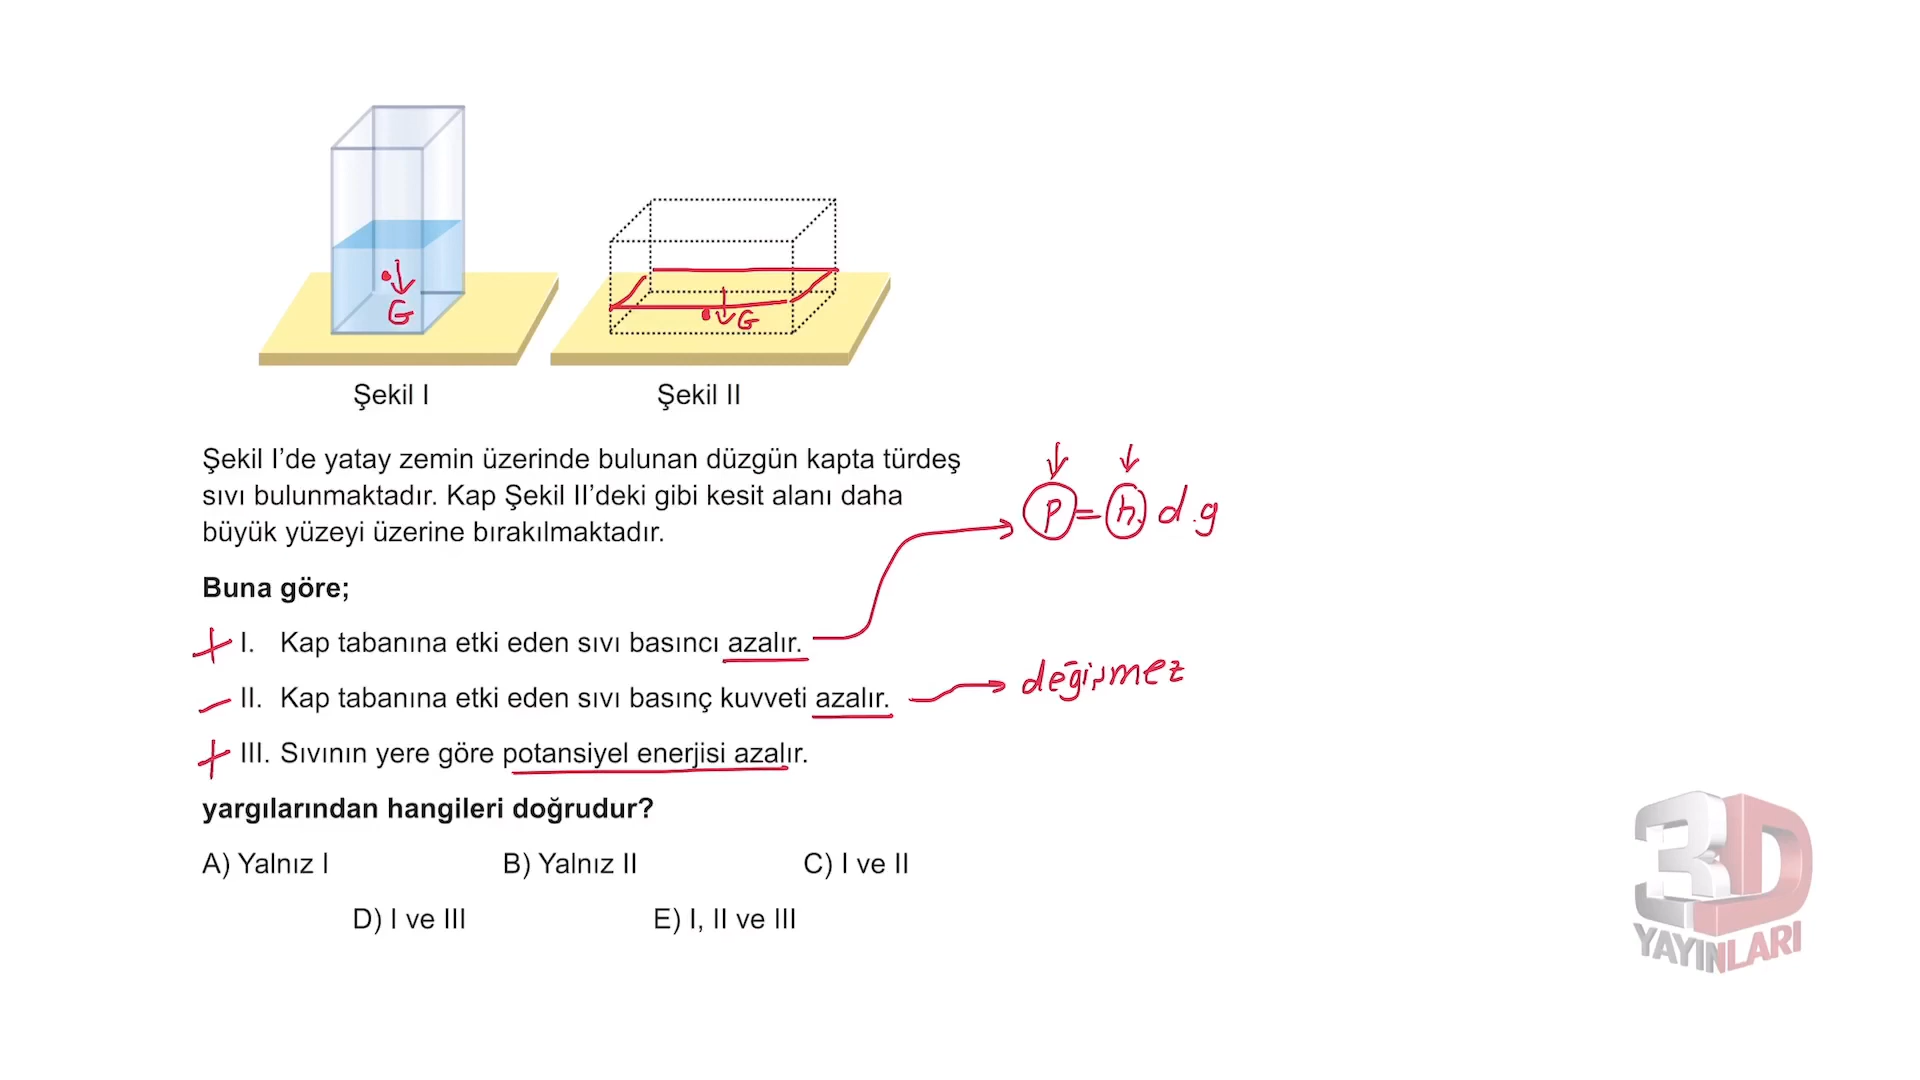 G
G
Şekil I
Şekil II
Şekil I’de yatay zemin üzerinde bulunan düzgün kapta türdeş
sıvı bulunmaktadır. Kap Şekil II’deki gibi kesit alanı daha
büyük yüzeyi üzerine bırakılmaktadır.
p = h. d.g
Buna göre;
+ I. Kap tabanına etki eden sıvı basıncı azalır.
- II. Kap tabanına etki eden sıvı basınç kuvveti azalır.
değişmez
+ III. Sıvının yere göre potansiyel enerjisi azalır.
yargılarından hangileri doğrudur?
A) Yalnız I
B) Yalnız II
C) I ve II
D) I ve III
E) I, II ve III
3D
YAYINLARI